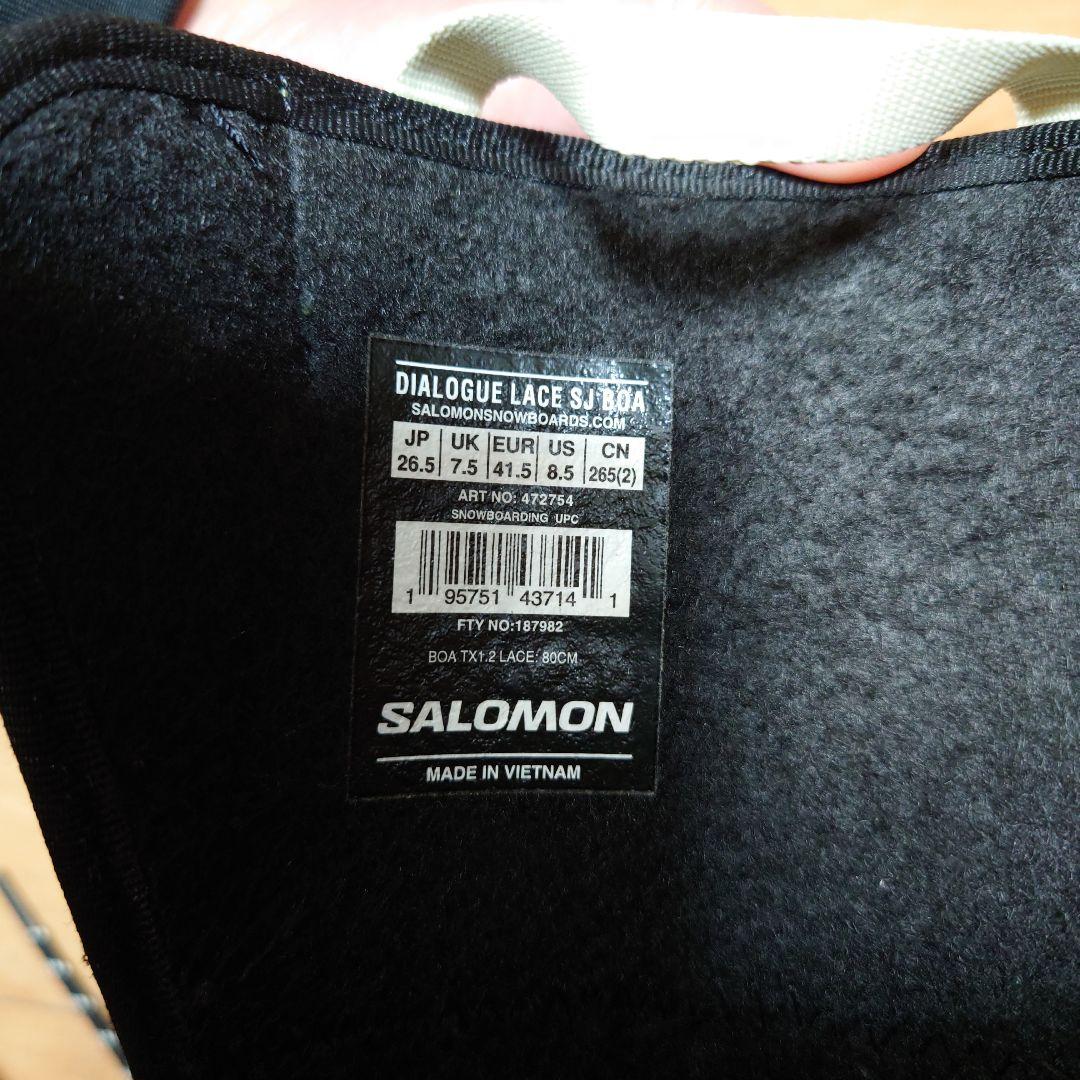 DIALOGUE LACE SJ BOA
SALOMONSNOWBOARDS.COM
JP UK EUR US CN
26.5 7.5 41.5 8.5 265(2)
ART NO: 472754
SNOWBOARDING UPC
1 95751 43714 1
FTY NO:187982
BOA TX1.2 LACE: 80CM
SALOMON
MADE IN VIETNAM